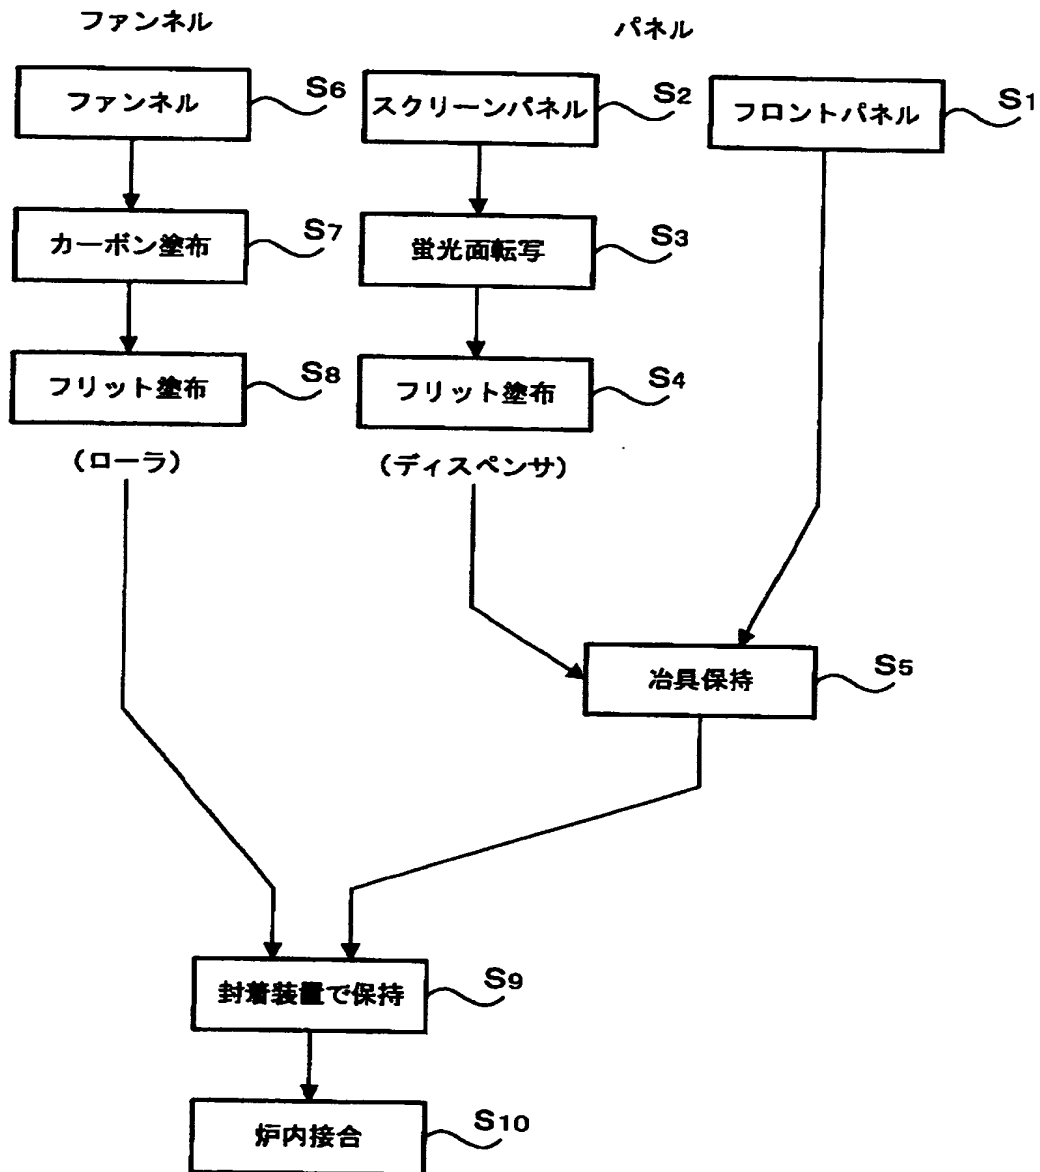 ファンネル
パネル
ファンネル
S6
スクリーンパネル
S2
フロントパネル
S1
カーボン塗布
S7
蛍光面転写
S3
フリット塗布
S8
フリット塗布
S4
(ローラ)
(ディスペンサ)
冶具保持
S5
封着装置で保持
S9
炉内接合
S10